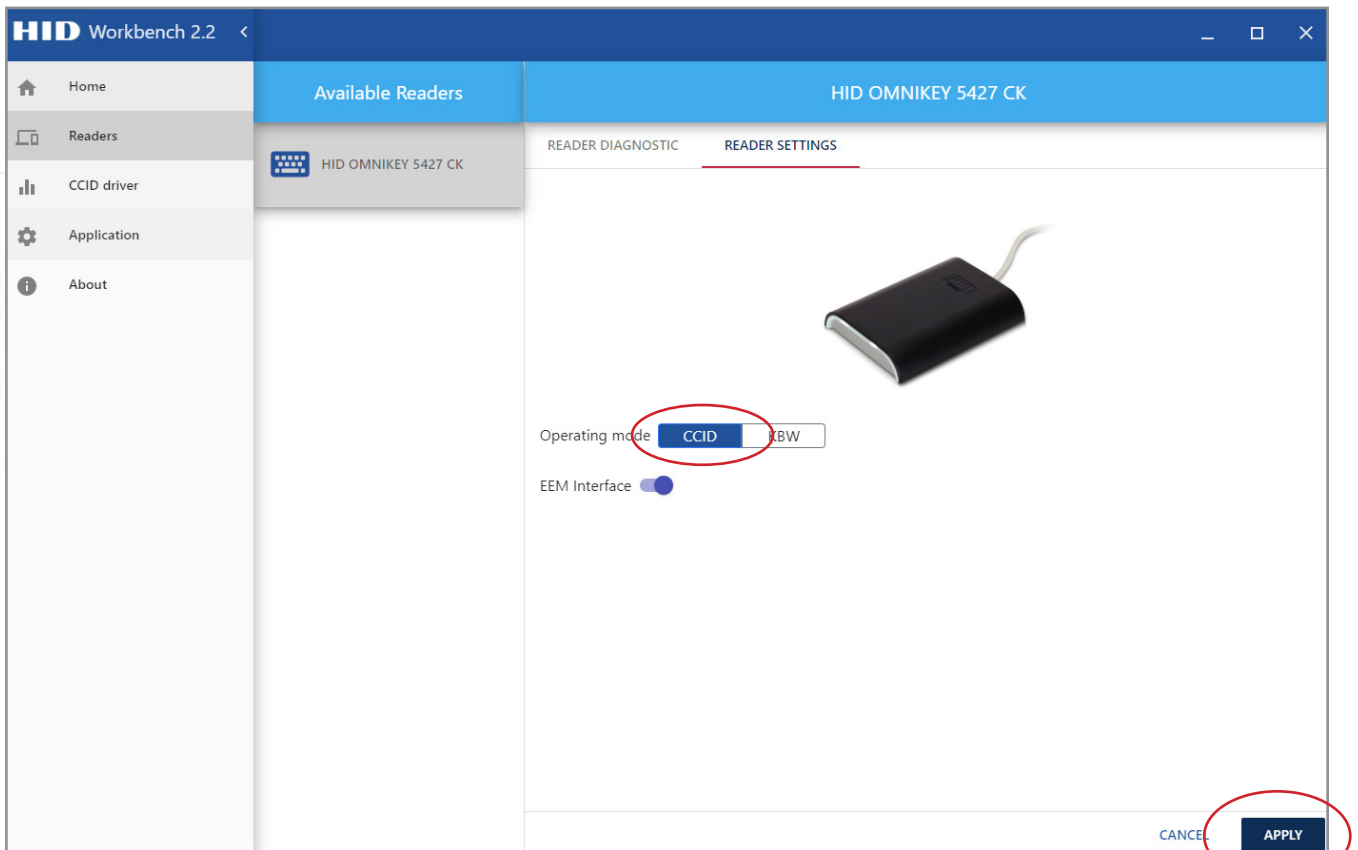 HID Workbench 2.2
Home
Readers
CCID driver
Application
About
Available Readers
HID OMNIKEY 5427 CK
HID OMNIKEY 5427 CK
READER DIAGNOSTIC READER SETTINGS
Operating mode CCID KBW
EEM Interface
CANCEL APPLY